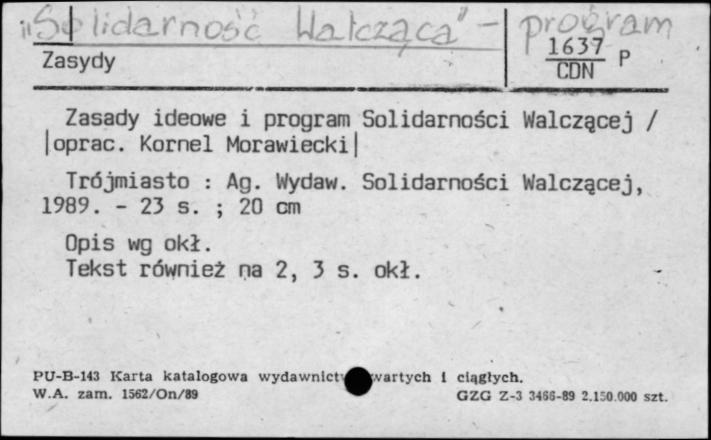 "Solidarność Walcząca" - program
1637 P
CDN
Zasydy
Zasady ideowe i program Solidarności Walczącej /
|oprac. Kornel Morawiecki|
Trójmiasto : Ag. Wydaw. Solidarności Walczącej,
1989. - 23 s. ; 20 cm
Opis wg okł.
Tekst również na 2, 3 s. okł.
PU-B-143 Karta katalogowa wydawnictw zwartych i ciągłych.
W.A. zam. 1562/On/89 GZG Z-3 3466-89 2.150.000 szt.